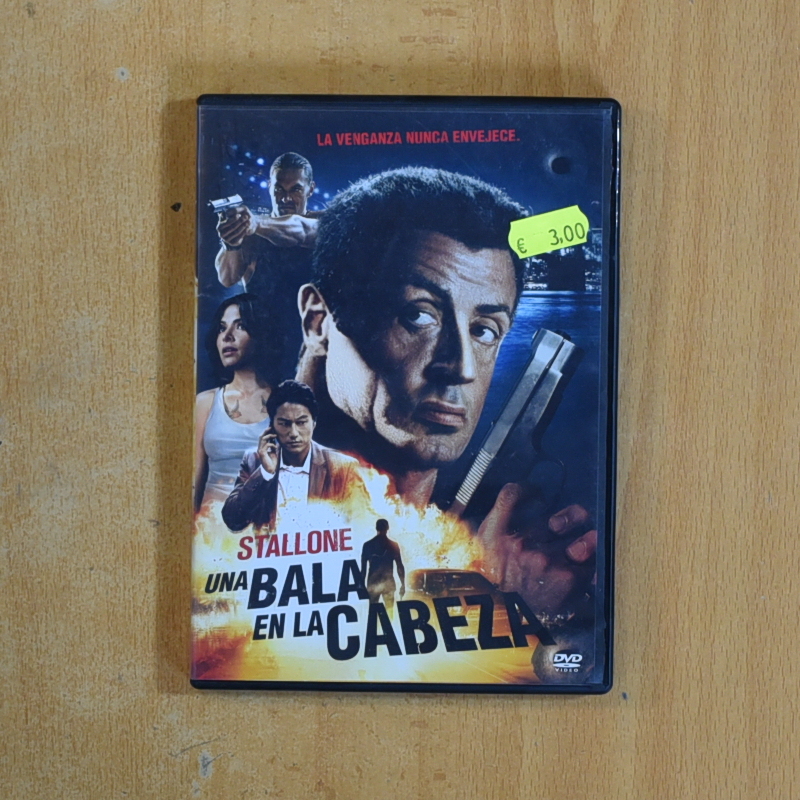 LA VENGANZA NUNCA ENVEJECE.
€ 3,00
STALLONE
UNA BALA
EN LA CABEZA
DVD
VIDEO